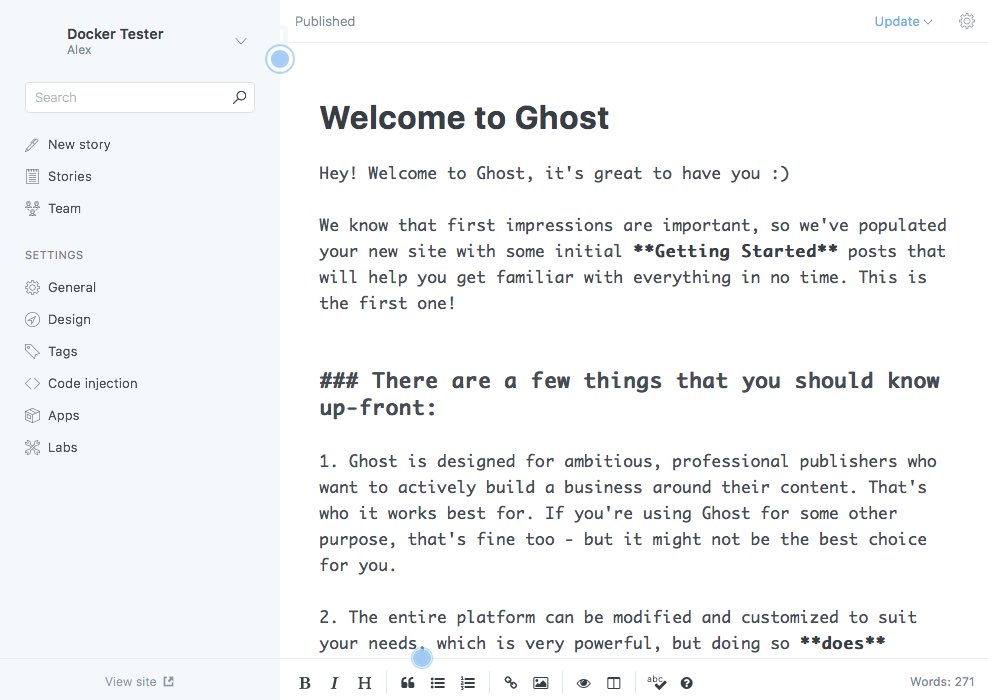 Docker Tester
Alex
Search
New story
Stories
Team
SETTINGS
General
Design
Tags
Code injection
Apps
Labs
View site
Published
Update
Welcome to Ghost
Hey! Welcome to Ghost, it's great to have you :)
We know that first impressions are important, so we've populated
your new site with some initial **Getting Started** posts that
will help you get familiar with everything in no time. This is
the first one!
### There are a few things that you should know
up-front:
1. Ghost is designed for ambitious, professional publishers who
want to actively build a business around their content. That's
who it works best for. If you're using Ghost for some other
purpose, that's fine too - but it might not be the best choice
for you.
2. The entire platform can be modified and customized to suit
your needs, which is very powerful, but doing so **does**
B I H
abc
Words: 271